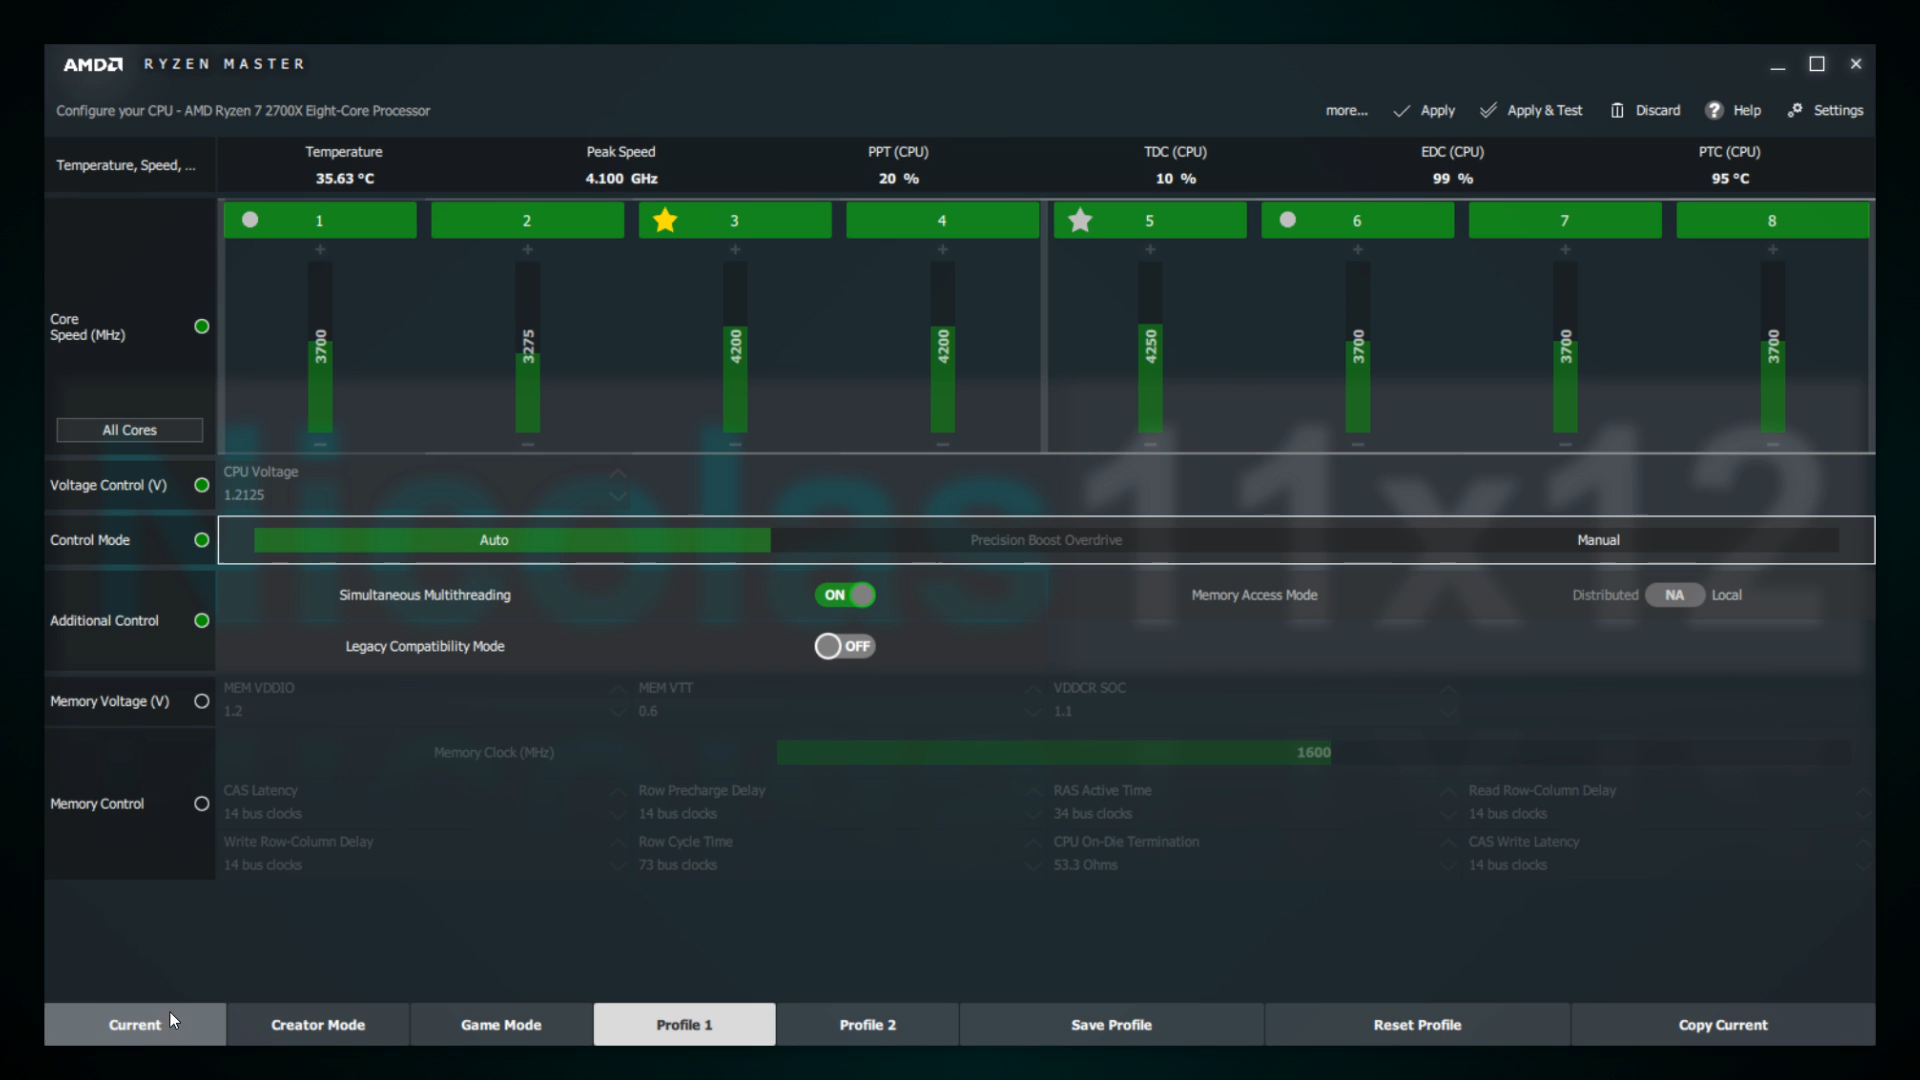 AMD RYZEN MASTER
Configure your CPU - AMD Ryzen 7 2700X Eight-Core Processor
more... Apply Apply & Test Discard ? Help Settings
Temperature, Speed, ...
Temperature Peak Speed PPT (CPU) TDC (CPU) EDC (CPU) PTC (CPU)
35.63 °C 4.100 GHz 20 % 10 % 99 % 95 °C
1 2 3 4 5 6 7 8
Core
Speed (MHz)
3700 3275 4200 4200 4250 3700 3700 3700
All Cores
Voltage Control (V)
CPU Voltage
1.2125
Nicolas11x12
Control Mode Auto Precision Boost Overdrive Manual
Additional Control
Simultaneous Multithreading ON Memory Access Mode Distributed NA Local
Legacy Compatibility Mode OFF
Memory Voltage (V)
MEM VDDIO MEM VTT VDDCR SOC
1.2 0.6 1.1
Memory Control
Memory Clock (MHz) 1600
CAS Latency Row Precharge Delay RAS Active Time Read Row-Column Delay
14 bus clocks 14 bus clocks 34 bus clocks 14 bus clocks
Write Row-Column Delay Row Cycle Time CPU On-Die Termination CAS Write Latency
14 bus clocks 73 bus clocks 53.3 Ohms 14 bus clocks
Current Creator Mode Game Mode Profile 1 Profile 2 Save Profile Reset Profile Copy Current